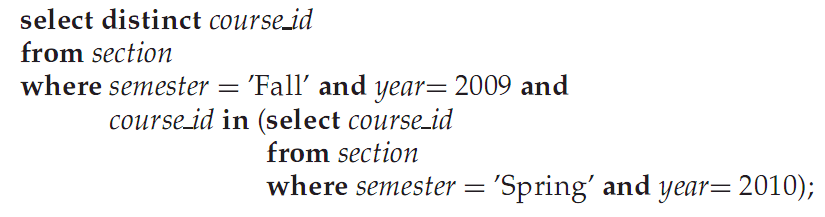 select distinct course_id
from section
where semester = ’Fall’ and year= 2009 and
course_id in (select course_id
from section
where semester = ’Spring’ and year= 2010);